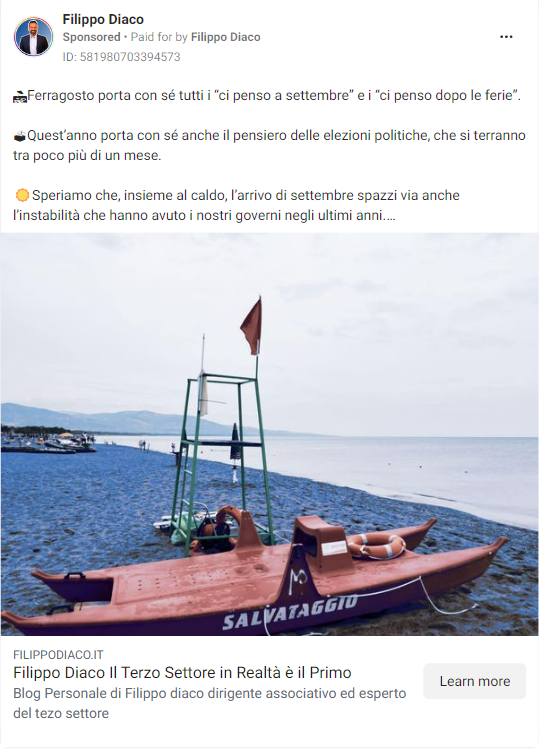 Filippo Diaco
Sponsored • Paid for by Filippo Diaco
ID: 581980703394573
🏖️Ferragosto porta con sé tutti i “ci penso a settembre” e i “ci penso dopo le ferie”.
🗳️Quest’anno porta con sé anche il pensiero delle elezioni politiche, che si terranno
tra poco più di un mese.
🌞Speriamo che, insieme al caldo, l’arrivo di settembre spazzi via anche
l’instabilità che hanno avuto i nostri governi negli ultimi anni.…
SALVATAGGIO
FILIPPODIACO.IT
Filippo Diaco Il Terzo Settore in Realtà è il Primo
Blog Personale di Filippo diaco dirigente associativo ed esperto
del tezo settore
Learn more